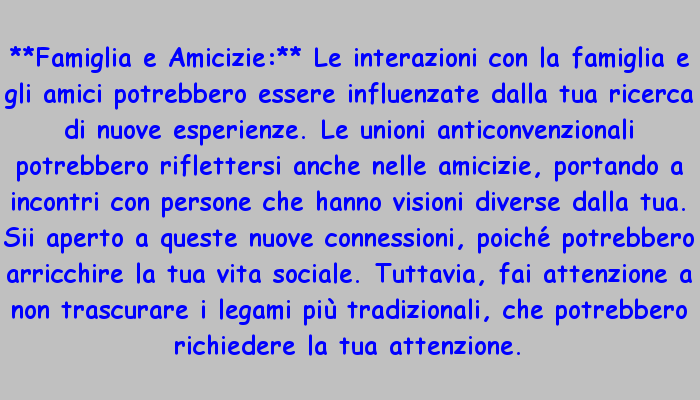 **Famiglia e Amicizie:** Le interazioni con la famiglia e
gli amici potrebbero essere influenzate dalla tua ricerca
di nuove esperienze. Le unioni anticonvenzionali
potrebbero riflettersi anche nelle amicizie, portando a
incontri con persone che hanno visioni diverse dalla tua.
Sii aperto a queste nuove connessioni, poiché potrebbero
arricchire la tua vita sociale. Tuttavia, fai attenzione a
non trascurare i legami più tradizionali, che potrebbero
richiedere la tua attenzione.